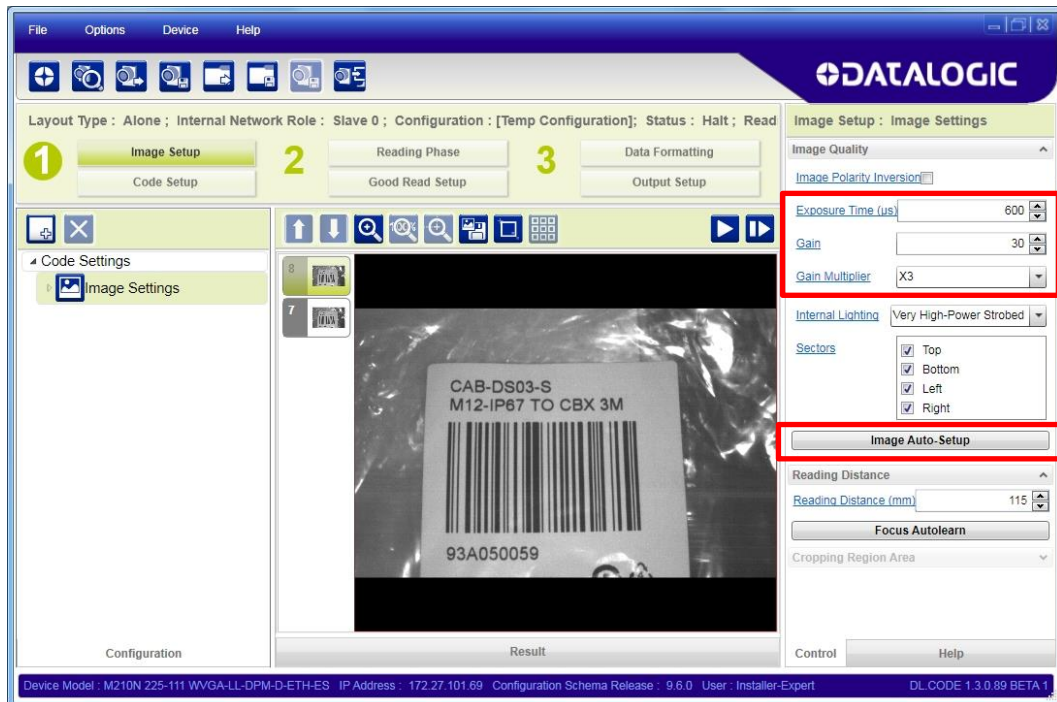 File Options Device Help
DATALOGIC
Layout Type : Alone ; Internal Network Role : Slave 0 ; Configuration : [Temp Configuration]; Status : Halt ; Read
1 Image Setup 2 Reading Phase 3 Data Formatting
Code Setup Good Read Setup Output Setup
Code Settings
Image Settings
Configuration
100%
8
7
CAB-DS03-S
M12-IP67 TO CBX 3M
93A050059
Result
Image Setup : Image Settings
Image Quality
Image Polarity Inversion
Exposure Time (µs) 600
Gain 30
Gain Multiplier X3
Internal Lighting Very High-Power Strobed
Sectors Top
Bottom
Left
Right
Image Auto-Setup
Reading Distance
Reading Distance (mm) 115
Focus Autolearn
Cropping Region Area
Control Help
Device Model : M210N 225-111 WVGA-LL-DPM-D-ETH-ES IP Address : 172.27.101.69 Configuration Schema Release : 9.6.0 User : Installer-Expert DL.CODE 1.3.0.89 BETA 1